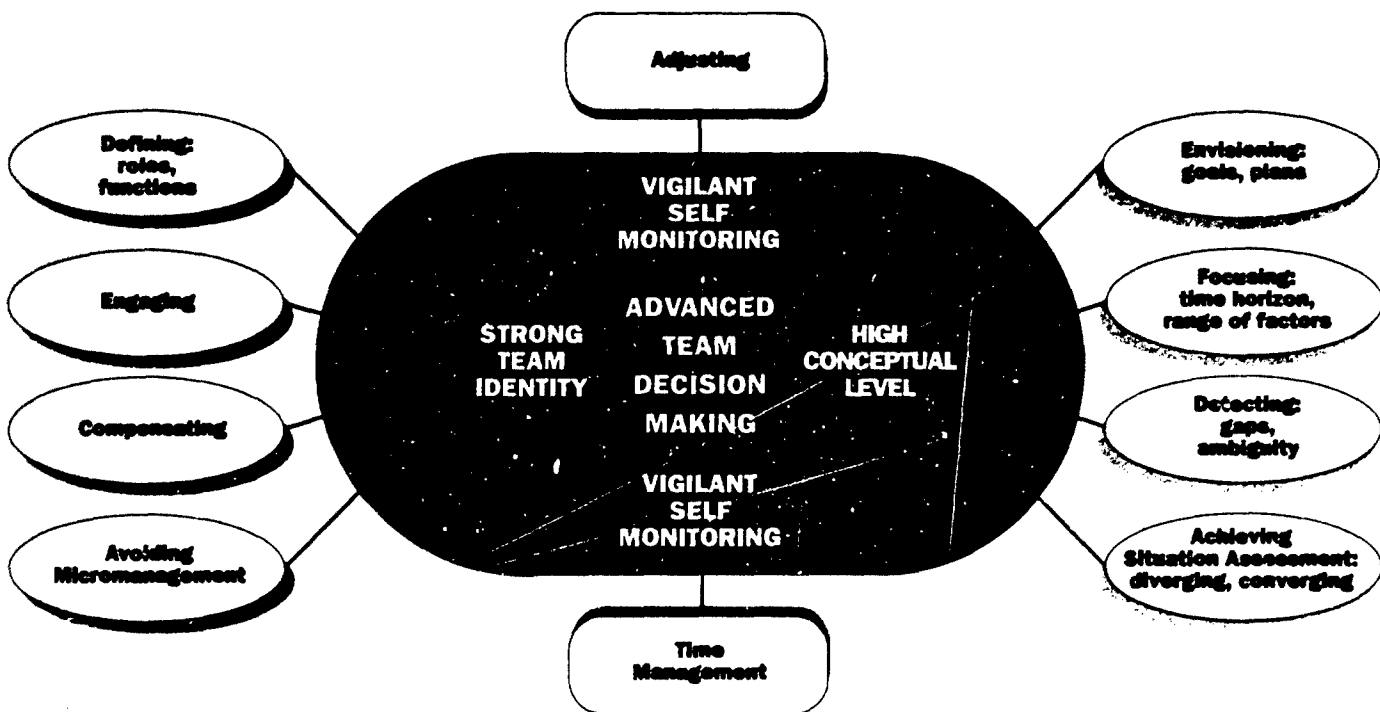 Adjusting
Defining:
roles,
functions
Engaging
Compensating
Avoiding
Micromanagement
VIGILANT
SELF
MONITORING
STRONG
TEAM
IDENTITY
ADVANCED
TEAM
DECISION
MAKING
HIGH
CONCEPTUAL
LEVEL
VIGILANT
SELF
MONITORING
Envisioning:
goals, plans
Focusing:
time horizon,
range of factors
Detecting:
gaps,
ambiguity
Achieving
Situation Assessment:
diverging, converging
Time
Management